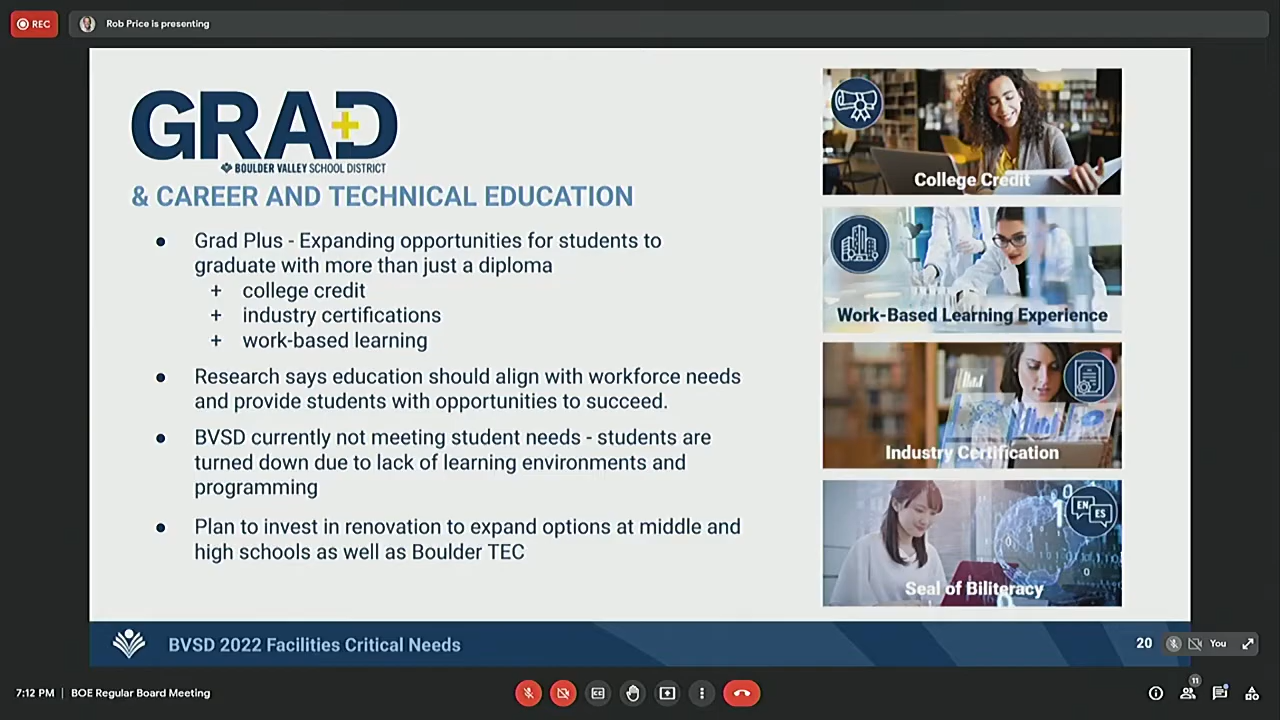 REC
Rob Price is presenting
GRAD
BOULDER VALLEY SCHOOL DISTRICT
& CAREER AND TECHNICAL EDUCATION
● Grad Plus - Expanding opportunities for students to
graduate with more than just a diploma
+ college credit
+ industry certifications
+ work-based learning
● Research says education should align with workforce needs
and provide students with opportunities to succeed.
● BVSD currently not meeting student needs - students are
turned down due to lack of learning environments and
programming
● Plan to invest in renovation to expand options at middle and
high schools as well as Boulder TEC
College Credit
Work-Based Learning Experience
Industry Certification
EN
ES
Seal of Biliteracy
BVSD 2022 Facilities Critical Needs
20
You
7:12 PM | BOE Regular Board Meeting
11